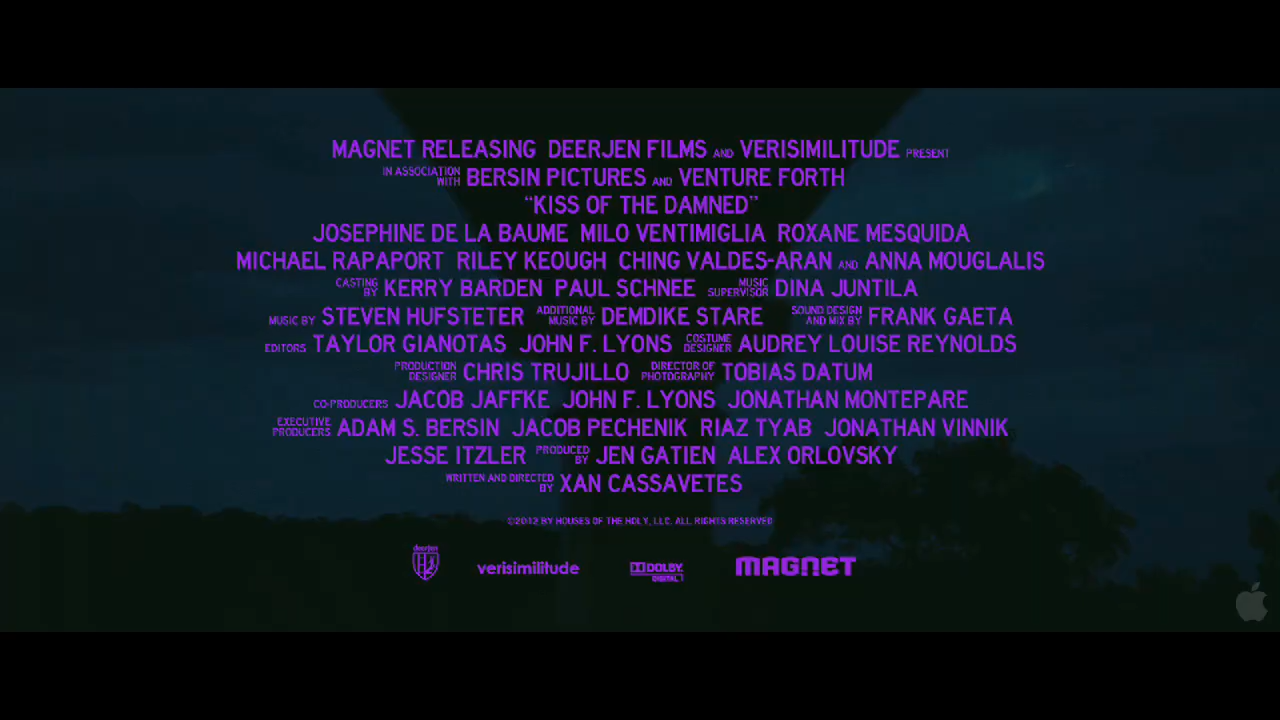 MAGNET RELEASING DEERJEN FILMS AND VERISIMILITUDE PRESENT
IN ASSOCIATION WITH BERSIN PICTURES AND VENTURE FORTH
“KISS OF THE DAMNED”
JOSEPHINE DE LA BAUME MILO VENTIMIGLIA ROXANE MESQUIDA
MICHAEL RAPAPORT RILEY KEOUGH CHING VALDES-ARAN AND ANNA MOUGLALIS
CASTING BY KERRY BARDEN PAUL SCHNEE MUSIC SUPERVISOR DINA JUNTILA
MUSIC BY STEVEN HUFSTETER ADDITIONAL MUSIC BY DEMDIKE STARE SOUND DESIGN AND MIX BY FRANK GAETA
EDITORS TAYLOR GIANOTAS JOHN F. LYONS COSTUME DESIGNER AUDREY LOUISE REYNOLDS
PRODUCTION DESIGNER CHRIS TRUJILLO DIRECTOR OF PHOTOGRAPHY TOBIAS DATUM
CO-PRODUCERS JACOB JAFFKE JOHN F. LYONS JONATHAN MONTEPARE
EXECUTIVE PRODUCERS ADAM S. BERSIN JACOB PECHENIK RIAZ TYAB JONATHAN VINNIK
JESSE ITZLER PRODUCED BY JEN GATIEN ALEX ORLOVSKY
WRITTEN AND DIRECTED BY XAN CASSAVETES
©2012 BY HOUSES OF THE HOLY, LLC. ALL RIGHTS RESERVED
deerjen verisimilitude DOLBY DIGITAL MAGNET